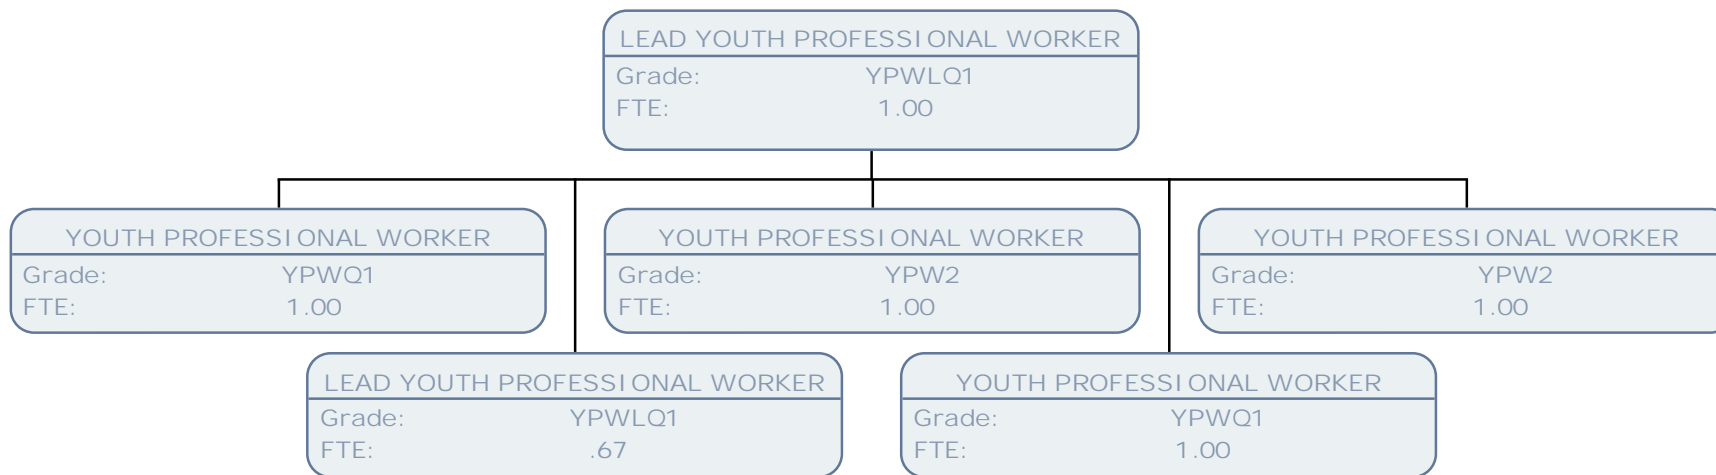 LEAD YOUTH PROFESSIONAL WORKER
Grade: YPWLQ1
FTE: 1.00
YOUTH PROFESSIONAL WORKER
Grade: YPWQ1
FTE: 1.00
YOUTH PROFESSIONAL WORKER
Grade: YPW2
FTE: 1.00
YOUTH PROFESSIONAL WORKER
Grade: YPW2
FTE: 1.00
LEAD YOUTH PROFESSIONAL WORKER
Grade: YPWLQ1
FTE: .67
YOUTH PROFESSIONAL WORKER
Grade: YPWQ1
FTE: 1.00